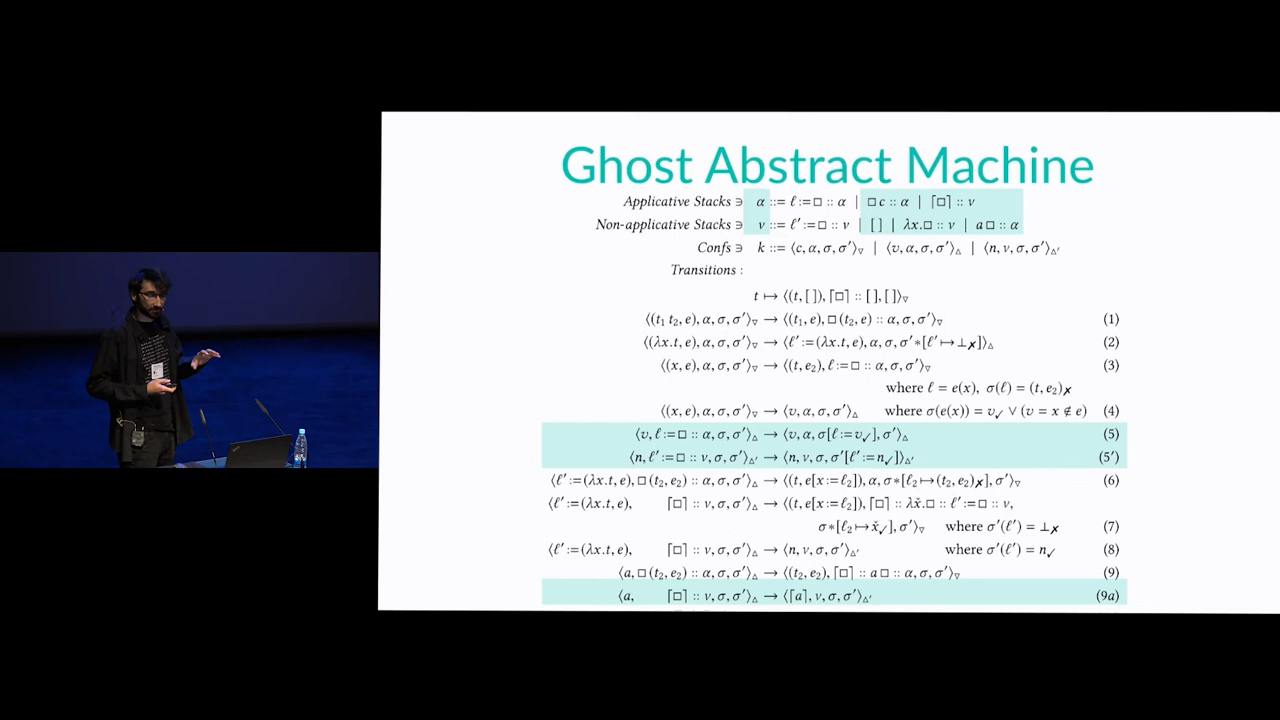 Ghost Abstract Machine
Applicative Stacks ∋ α ::= ℓ:=□ :: α | □ c :: α | ⌈□⌉ :: ν
Non-applicative Stacks ∋ ν ::= ℓ′:=□ :: ν | [ ] | λx.□ :: ν | a □ :: α
Confs ∋ k ::= ⟨c, α, σ, σ′⟩▽ | ⟨v, α, σ, σ′⟩△ | ⟨n, ν, σ, σ′⟩△′
Transitions :
t ↦ ⟨(t, [ ]), ⌈□⌉ :: [ ], [ ]⟩▽
⟨(t₁ t₂, e), α, σ, σ′⟩▽ → ⟨(t₁, e), □ (t₂, e) :: α, σ, σ′⟩▽ (1)
⟨(λx.t, e), α, σ, σ′⟩▽ → ⟨ℓ′:=(λx.t, e), α, σ, σ′∗[ℓ′↦⊥✗]⟩△ (2)
⟨(x, e), α, σ, σ′⟩▽ → ⟨(t, e₂), ℓ:=□ :: α, σ, σ′⟩▽ (3)
where ℓ = e(x), σ(ℓ) = (t, e₂)✗
⟨(x, e), α, σ, σ′⟩▽ → ⟨v, α, σ, σ′⟩△ where σ(e(x)) = v✓ ∨ (v = x ∉ e) (4)
⟨v, ℓ:=□ :: α, σ, σ′⟩△ → ⟨v, α, σ[ℓ:=v✓], σ′⟩△ (5)
⟨n, ℓ′:=□ :: ν, σ, σ′⟩△′ → ⟨n, ν, σ, σ′[ℓ′:=n✓]⟩△′ (5′)
⟨ℓ′:=(λx.t, e), □ (t₂, e₂) :: α, σ, σ′⟩△ → ⟨(t, e[x:=ℓ₂]), α, σ∗[ℓ₂↦(t₂, e₂)✗], σ′⟩▽ (6)
⟨ℓ′:=(λx.t, e), ⌈□⌉ :: ν, σ, σ′⟩△ → ⟨(t, e[x:=ℓ₂]), ⌈□⌉ :: λx̌.□ :: ℓ′:=□ :: ν,
σ∗[ℓ₂↦x̌✓], σ′⟩▽ where σ′(ℓ′) = ⊥✗ (7)
⟨ℓ′:=(λx.t, e), ⌈□⌉ :: ν, σ, σ′⟩△ → ⟨n, ν, σ, σ′⟩△′ where σ′(ℓ′) = n✓ (8)
⟨a, □ (t₂, e₂) :: α, σ, σ′⟩△ → ⟨(t₂, e₂), ⌈□⌉ :: a □ :: α, σ, σ′⟩▽ (9)
⟨a, ⌈□⌉ :: ν, σ, σ′⟩△ → ⟨⌈a⌉, ν, σ, σ′⟩△′ (9a)